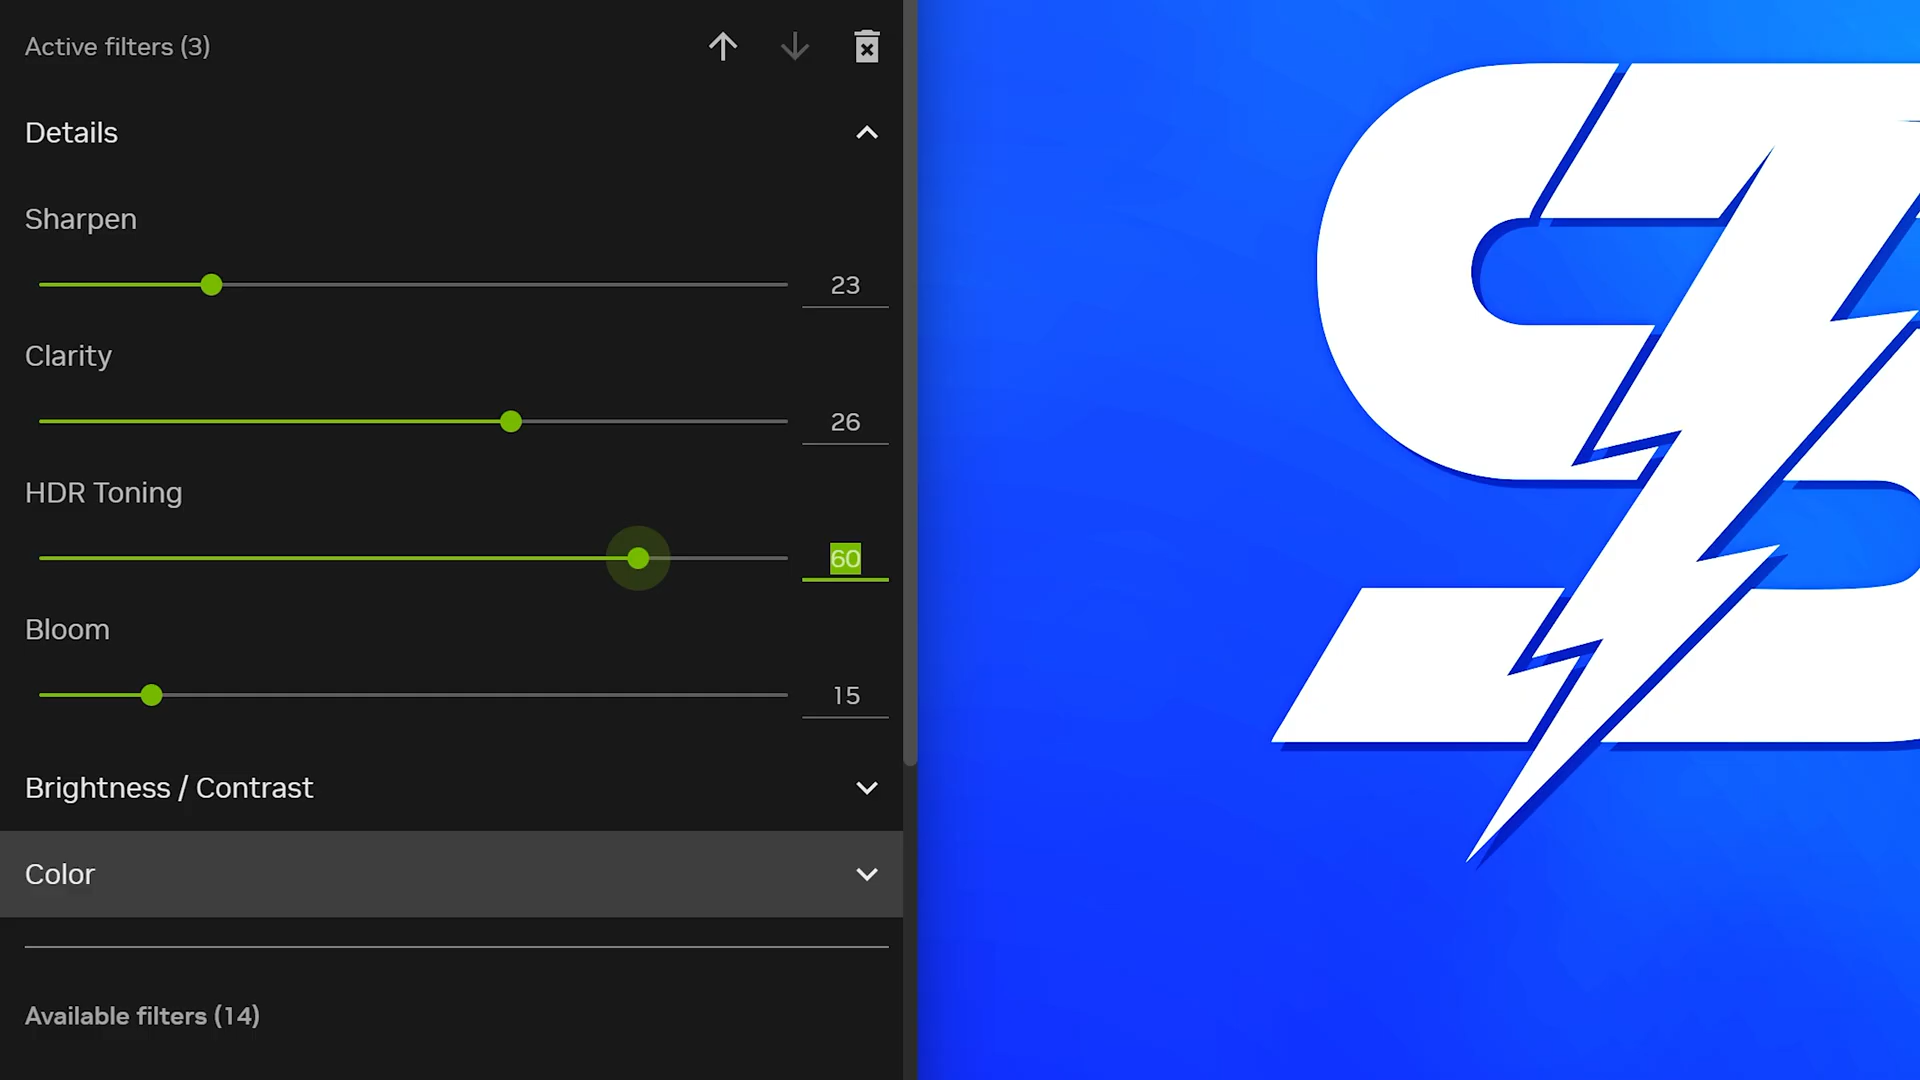 Active filters (3)
Details
Sharpen
23
Clarity
26
HDR Toning
60
Bloom
15
Brightness / Contrast
Color
Available filters (14)